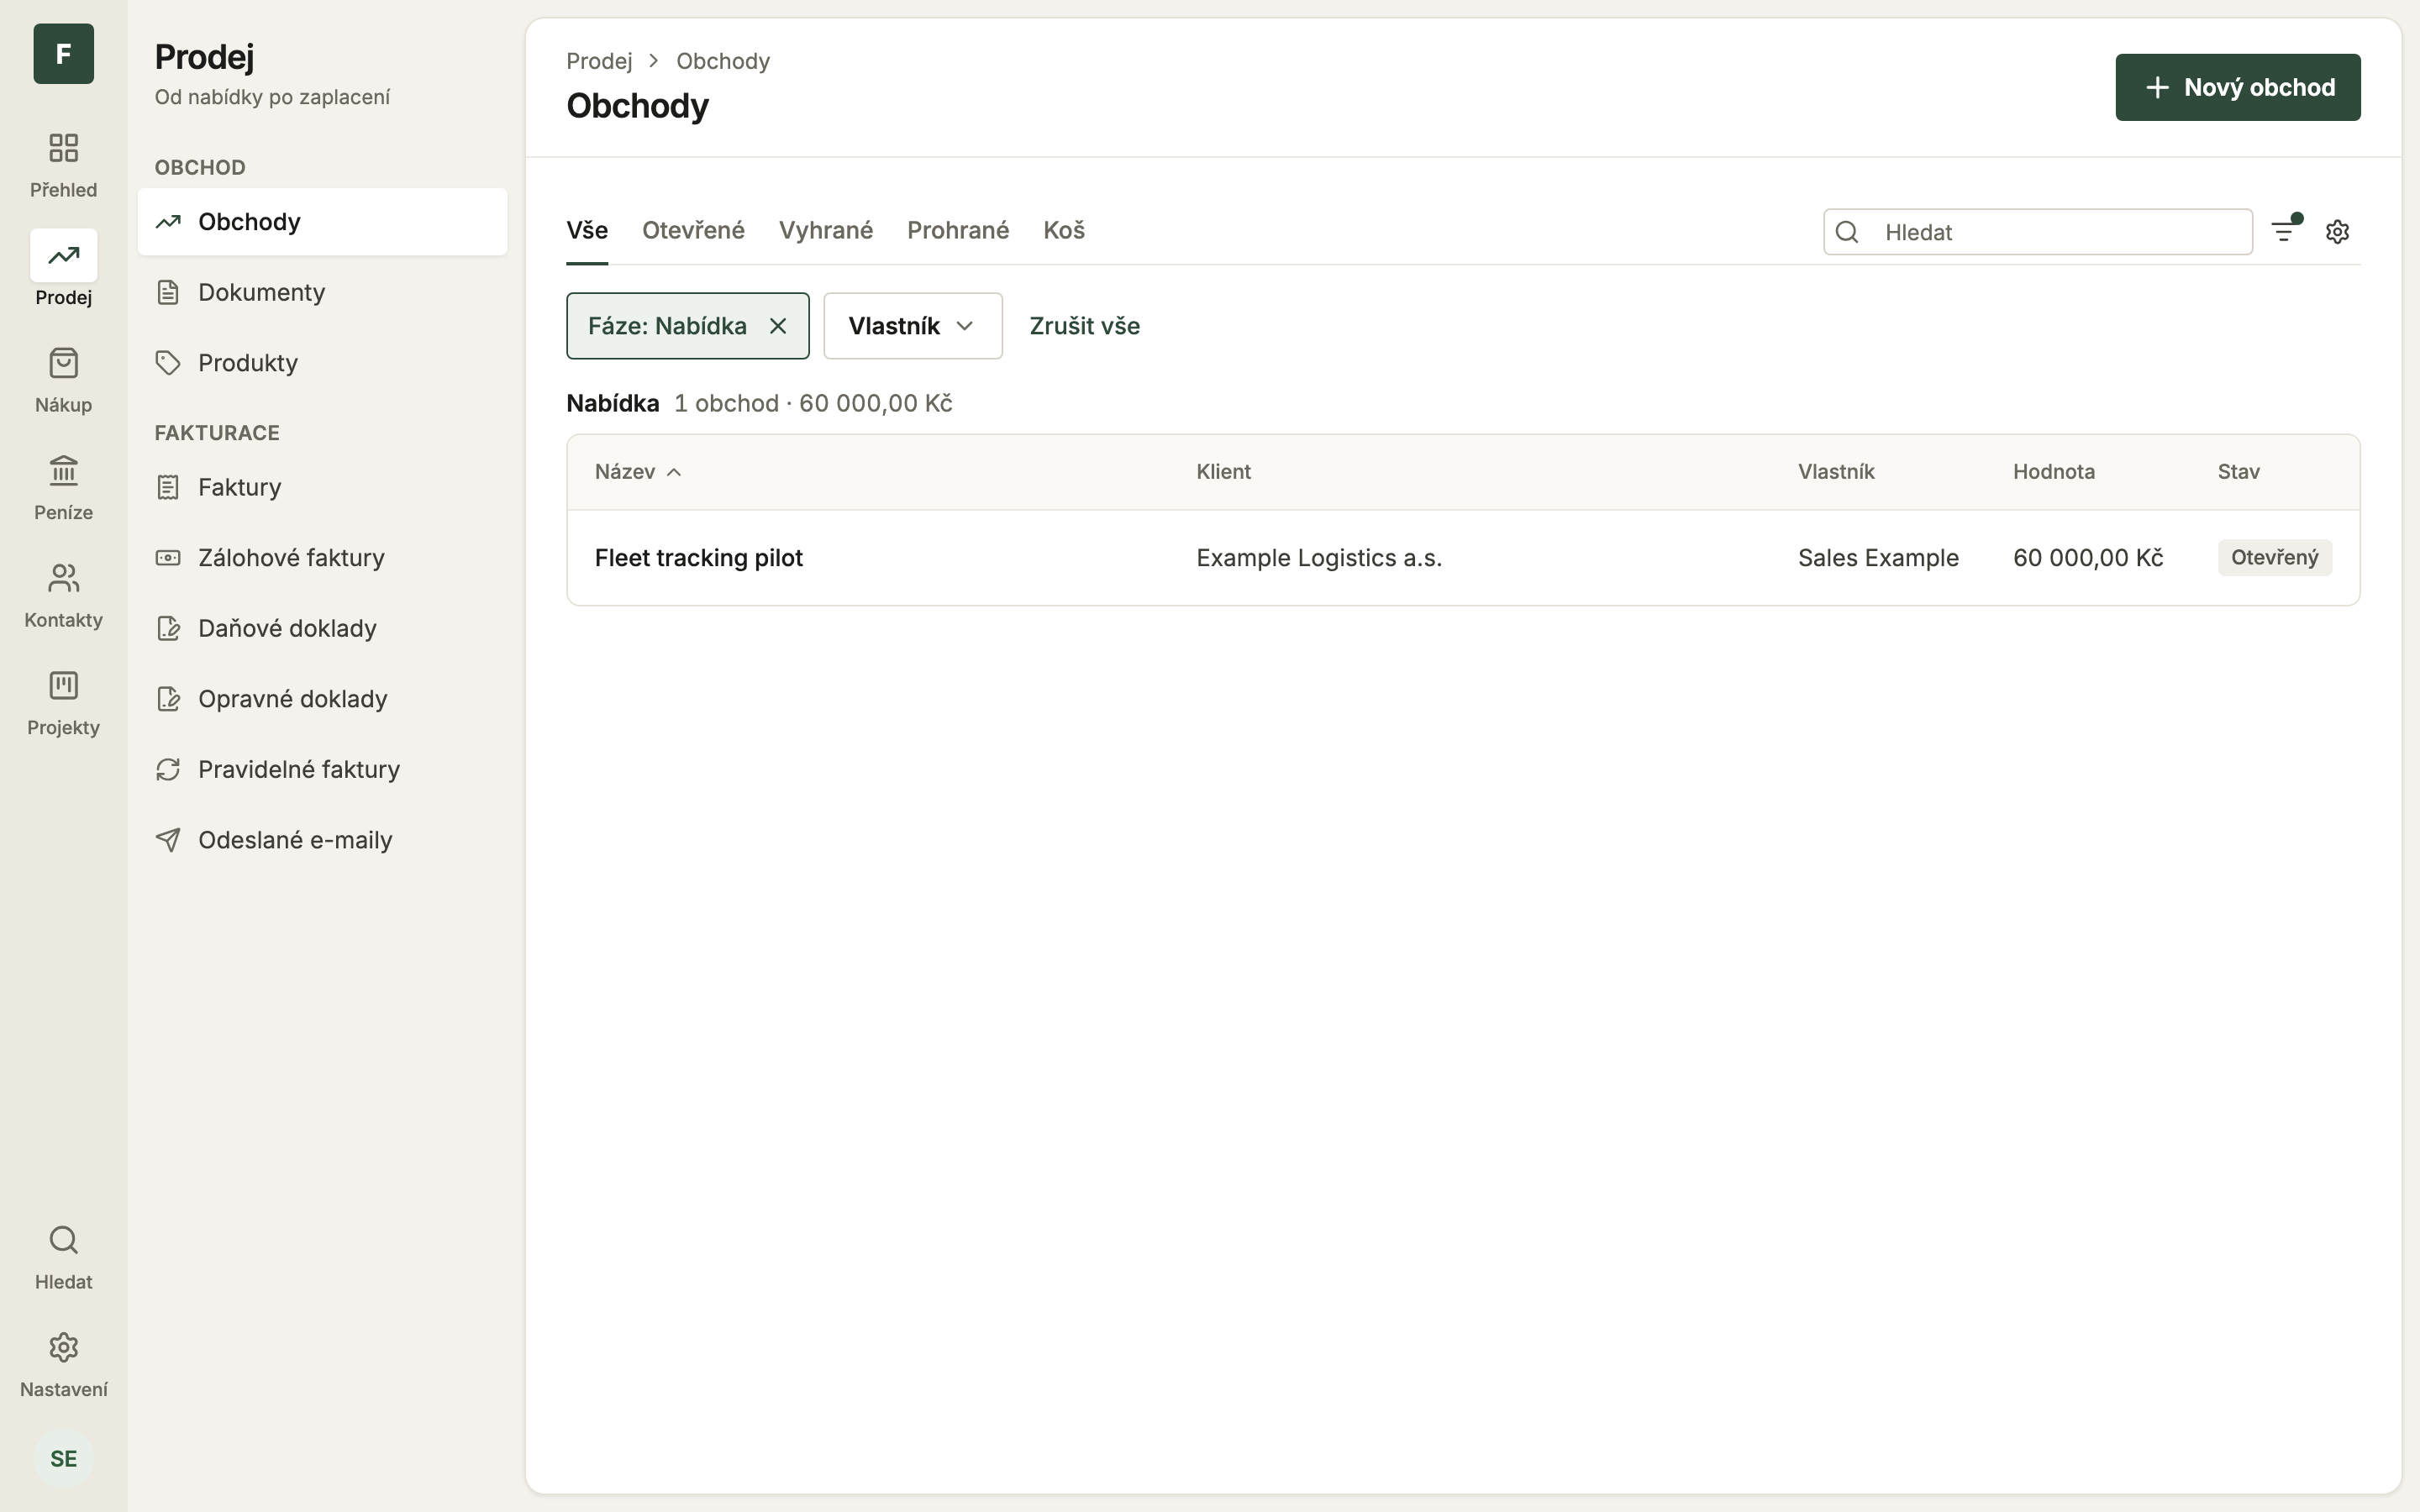 F
Přehled
Prodej
Nákup
Peníze
Kontakty
Projekty
Hledat
Nastavení
SE
Prodej
Od nabídky po zaplacení
OBCHOD
Obchody
Dokumenty
Produkty
FAKTURACE
Faktury
Zálohové faktury
Daňové doklady
Opravné doklady
Pravidelné faktury
Odeslané e-maily
Prodej > Obchody
Obchody
Nový obchod
Vše Otevřené Vyhrané Prohrané Koš
Hledat
Fáze: Nabídka Vlastník Zrušit vše
Nabídka 1 obchod · 60 000,00 Kč
Název Klient Vlastník Hodnota Stav
Fleet tracking pilot Example Logistics a.s. Sales Example 60 000,00 Kč Otevřený